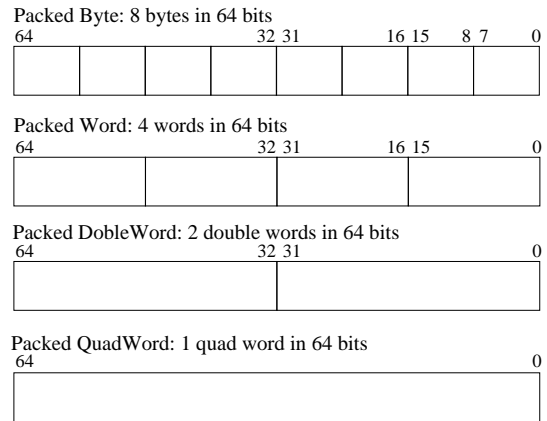 Packed Byte: 8 bytes in 64 bits
64 32 31 16 15 8 7 0
Packed Word: 4 words in 64 bits
64 32 31 16 15 0
Packed DobleWord: 2 double words in 64 bits
64 32 31 0
Packed QuadWord: 1 quad word in 64 bits
64 0